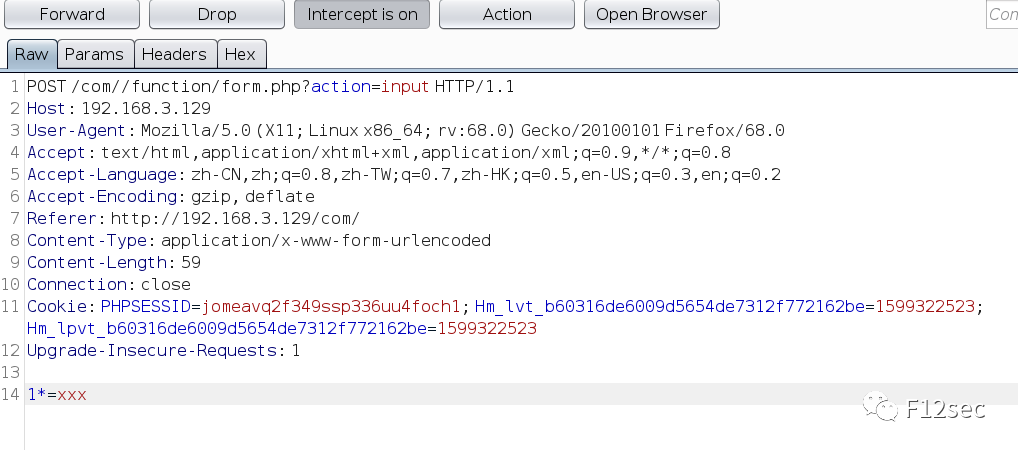 Forward Drop Intercept is on Action Open Browser Con
Raw Params Headers Hex
1 POST /com//function/form.php?action=input HTTP/1.1
2 Host: 192.168.3.129
3 User-Agent: Mozilla/5.0 (X11; Linux x86_64; rv:68.0) Gecko/20100101 Firefox/68.0
4 Accept: text/html,application/xhtml+xml,application/xml;q=0.9,*/*;q=0.8
5 Accept-Language: zh-CN,zh;q=0.8,zh-TW;q=0.7,zh-HK;q=0.5,en-US;q=0.3,en;q=0.2
6 Accept-Encoding: gzip, deflate
7 Referer: http://192.168.3.129/com/
8 Content-Type: application/x-www-form-urlencoded
9 Content-Length: 59
10 Connection: close
11 Cookie: PHPSESSID=jomeavq2f349ssp336uu4foch1; Hm_lvt_b60316de6009d5654de7312f772162be=1599322523;
Hm_lpvt_b60316de6009d5654de7312f772162be=1599322523
12 Upgrade-Insecure-Requests: 1
13
14 1*=xxx
F12sec